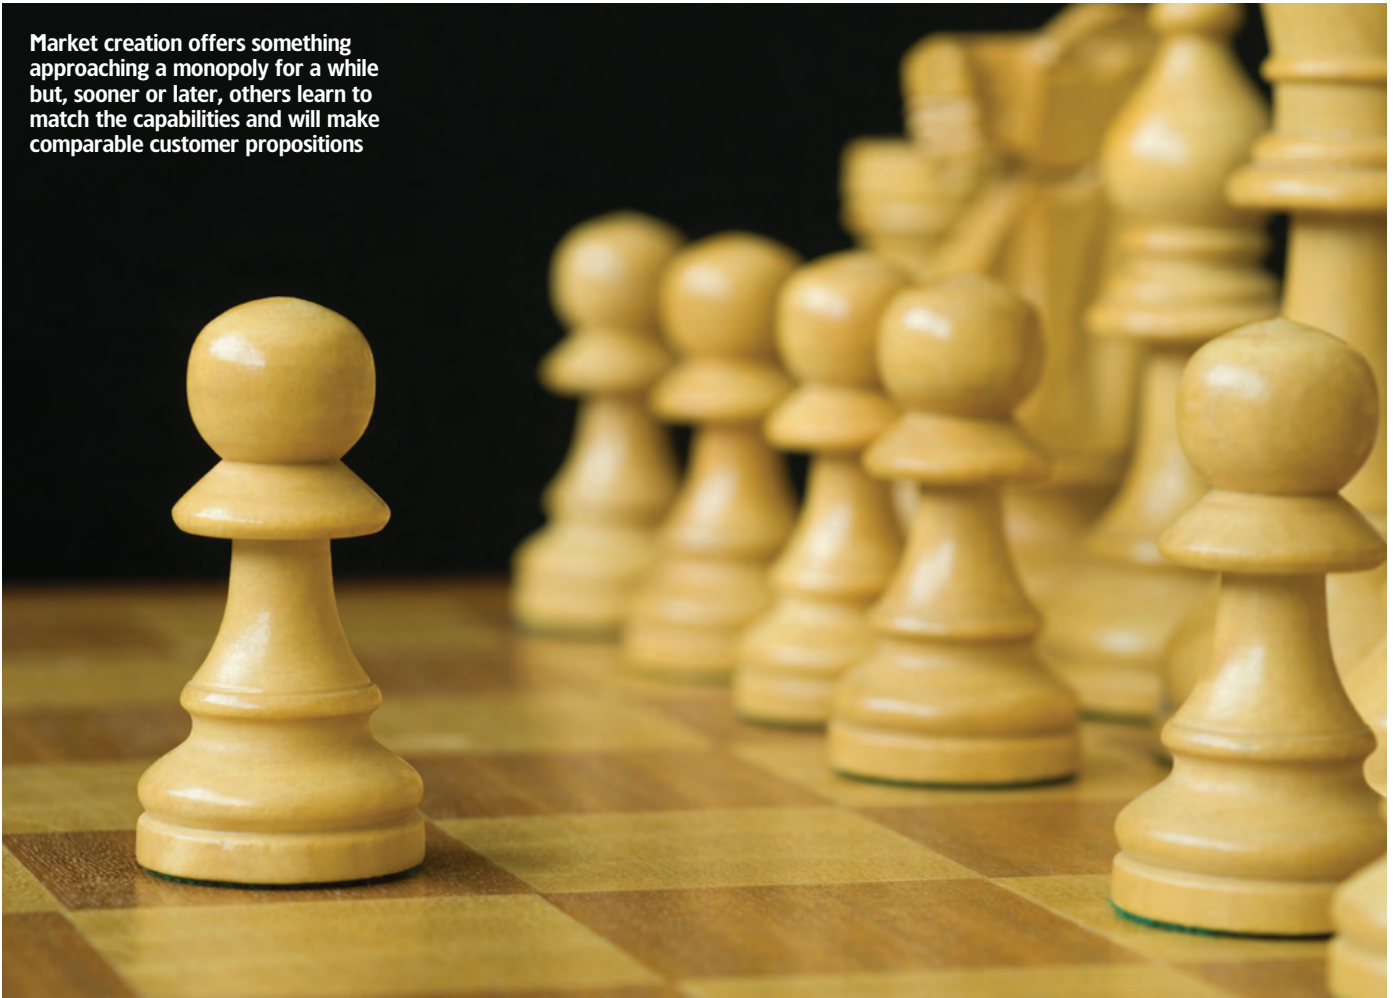 Market creation offers something
approaching a monopoly for a while
but, sooner or later, others learn to
match the capabilities and will make
comparable customer propositions